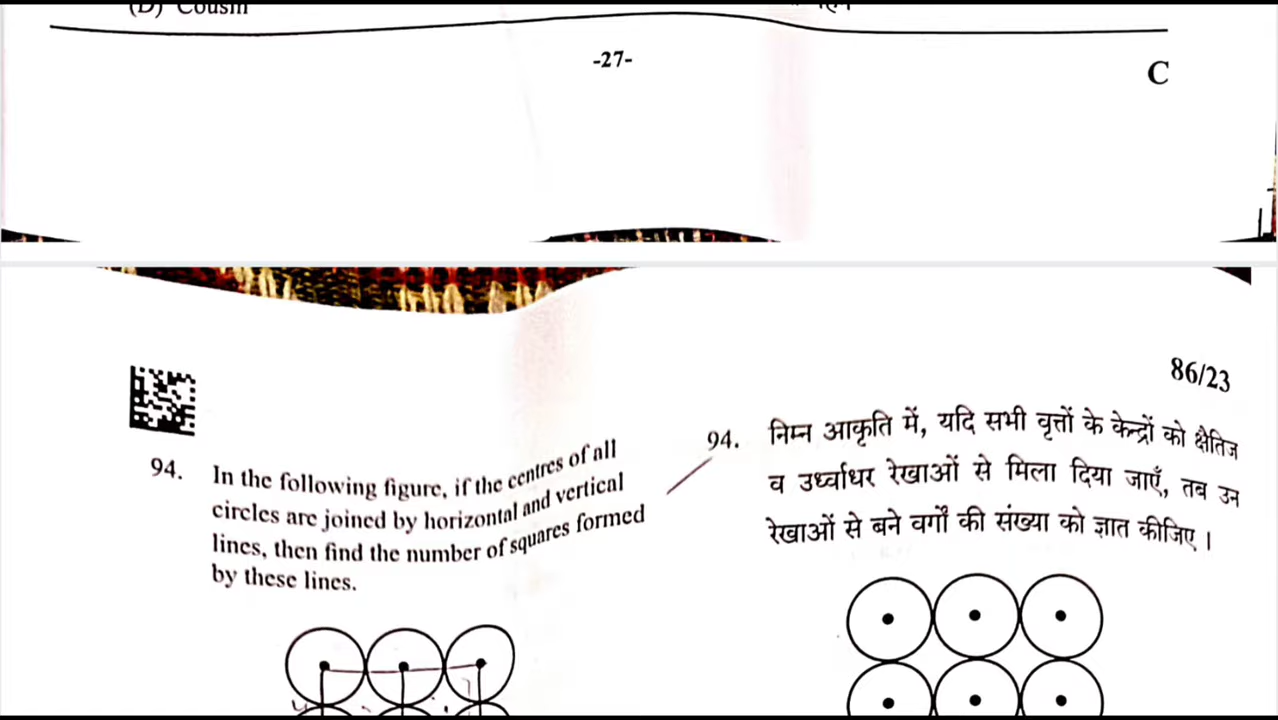 (D) Cousin
-27-
C
86/23
94. In the following figure, if the centres of all
circles are joined by horizontal and vertical
lines, then find the number of squares formed
by these lines.
94. निम्न आकृति में, यदि सभी वृत्तों के केन्द्रों को क्षैतिज
व उर्ध्वाधर रेखाओं से मिला दिया जाएँ, तब उन
रेखाओं से बने वर्गों की संख्या को ज्ञात कीजिए ।